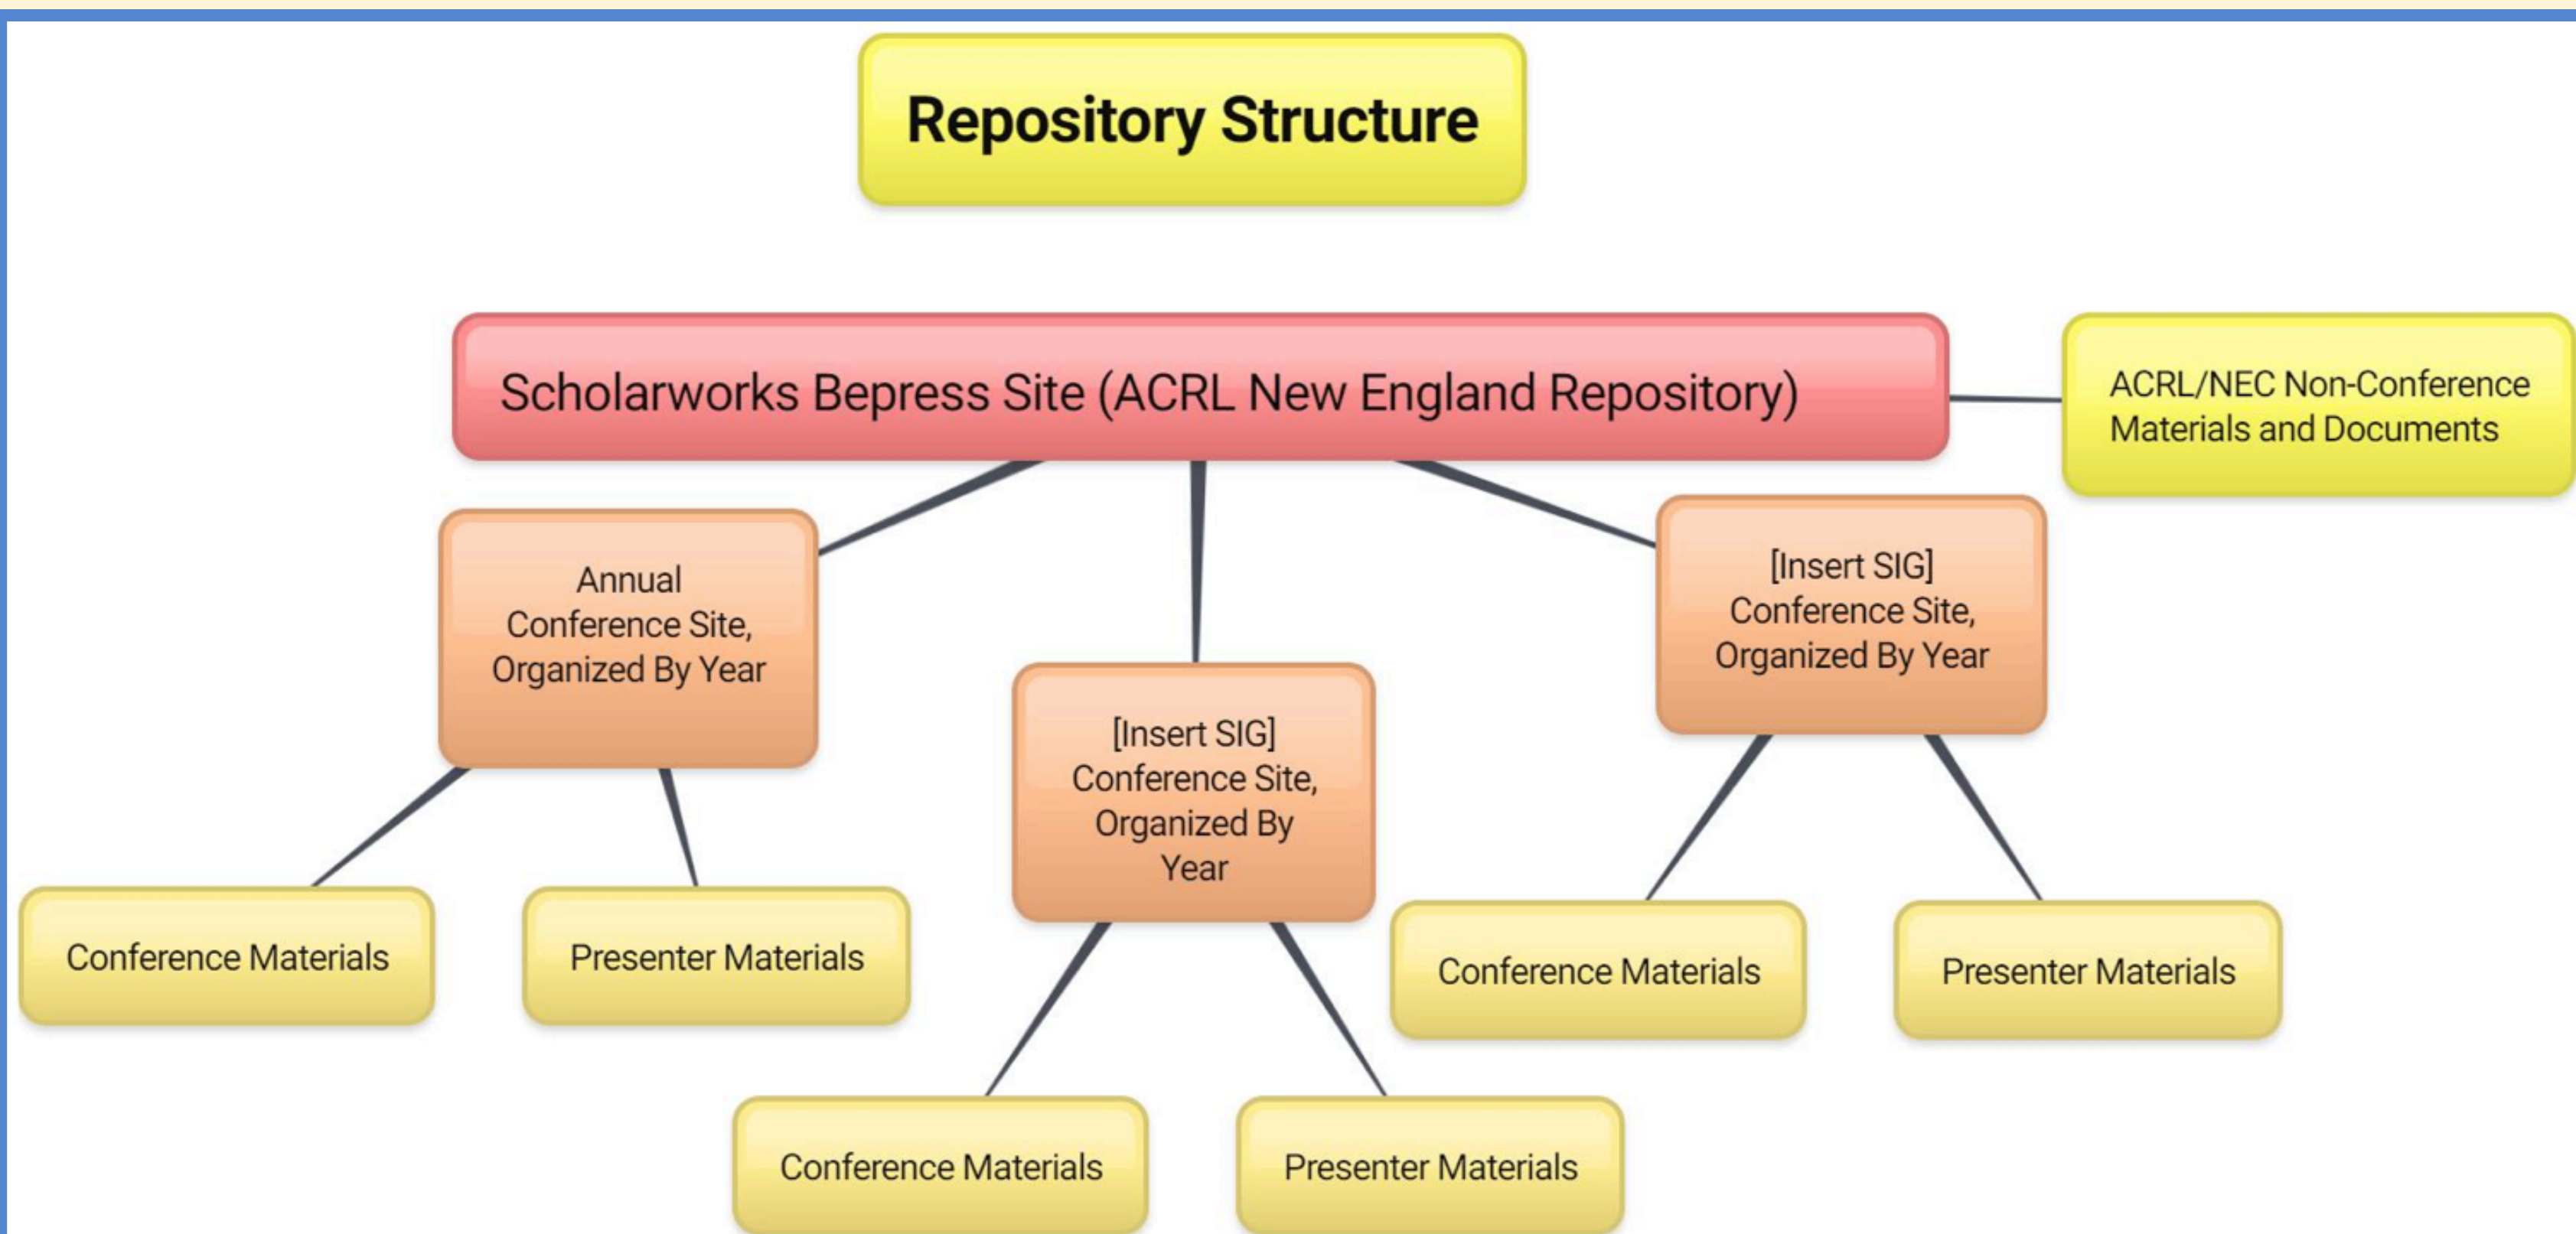 Repository Structure
Scholarworks Bepress Site (ACRL New England Repository)
ACRL/NEC Non-Conference
Materials and Documents
Annual
Conference Site,
Organized By Year
[Insert SIG]
Conference Site,
Organized By
Year
[Insert SIG]
Conference Site,
Organized By Year
Conference Materials
Presenter Materials
Conference Materials
Presenter Materials
Conference Materials
Presenter Materials